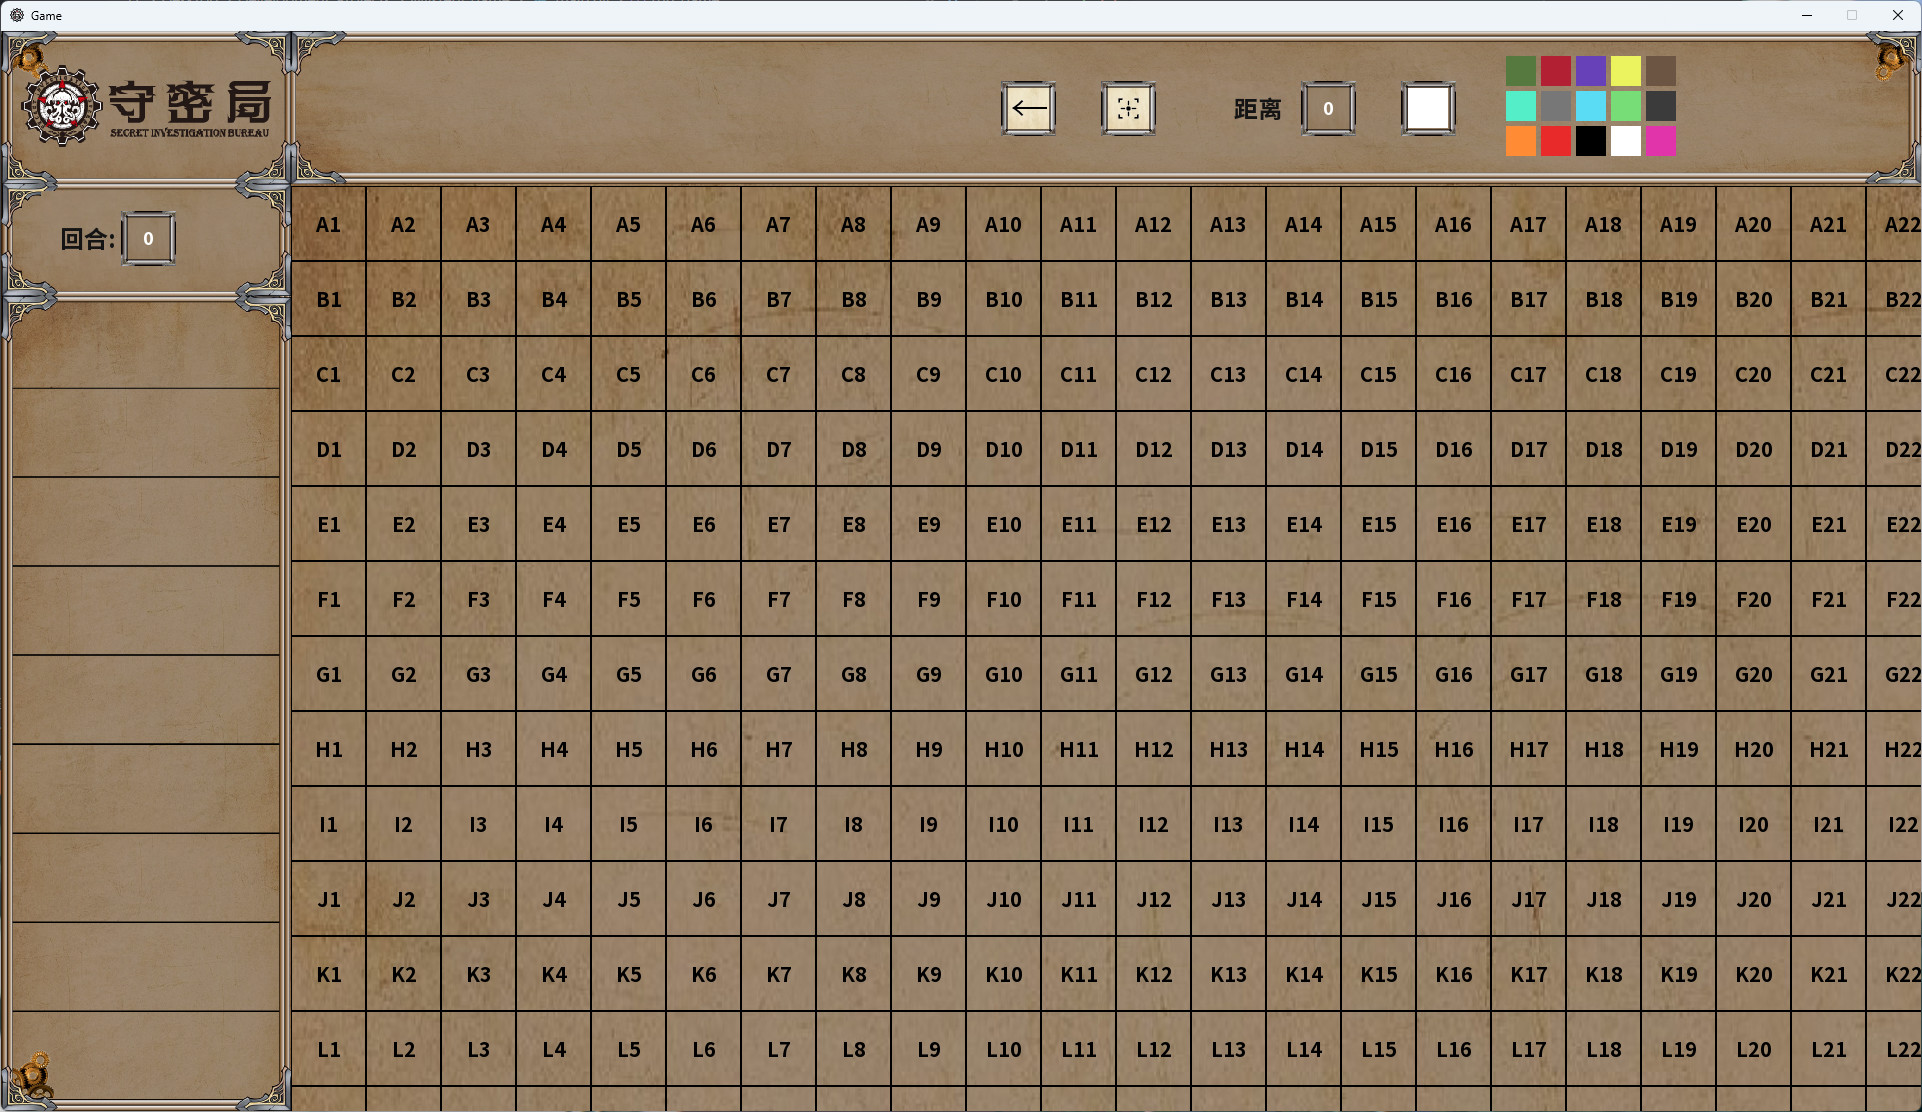 Game
守密局
SECRET INVESTIGATION BUREAU
距离 0
回合: 0
A1 A2 A3 A4 A5 A6 A7 A8 A9 A10 A11 A12 A13 A14 A15 A16 A17 A18 A19 A20 A21 A22
B1 B2 B3 B4 B5 B6 B7 B8 B9 B10 B11 B12 B13 B14 B15 B16 B17 B18 B19 B20 B21 B22
C1 C2 C3 C4 C5 C6 C7 C8 C9 C10 C11 C12 C13 C14 C15 C16 C17 C18 C19 C20 C21 C22
D1 D2 D3 D4 D5 D6 D7 D8 D9 D10 D11 D12 D13 D14 D15 D16 D17 D18 D19 D20 D21 D22
E1 E2 E3 E4 E5 E6 E7 E8 E9 E10 E11 E12 E13 E14 E15 E16 E17 E18 E19 E20 E21 E22
F1 F2 F3 F4 F5 F6 F7 F8 F9 F10 F11 F12 F13 F14 F15 F16 F17 F18 F19 F20 F21 F22
G1 G2 G3 G4 G5 G6 G7 G8 G9 G10 G11 G12 G13 G14 G15 G16 G17 G18 G19 G20 G21 G22
H1 H2 H3 H4 H5 H6 H7 H8 H9 H10 H11 H12 H13 H14 H15 H16 H17 H18 H19 H20 H21 H22
I1 I2 I3 I4 I5 I6 I7 I8 I9 I10 I11 I12 I13 I14 I15 I16 I17 I18 I19 I20 I21 I22
J1 J2 J3 J4 J5 J6 J7 J8 J9 J10 J11 J12 J13 J14 J15 J16 J17 J18 J19 J20 J21 J22
K1 K2 K3 K4 K5 K6 K7 K8 K9 K10 K11 K12 K13 K14 K15 K16 K17 K18 K19 K20 K21 K22
L1 L2 L3 L4 L5 L6 L7 L8 L9 L10 L11 L12 L13 L14 L15 L16 L17 L18 L19 L20 L21 L22